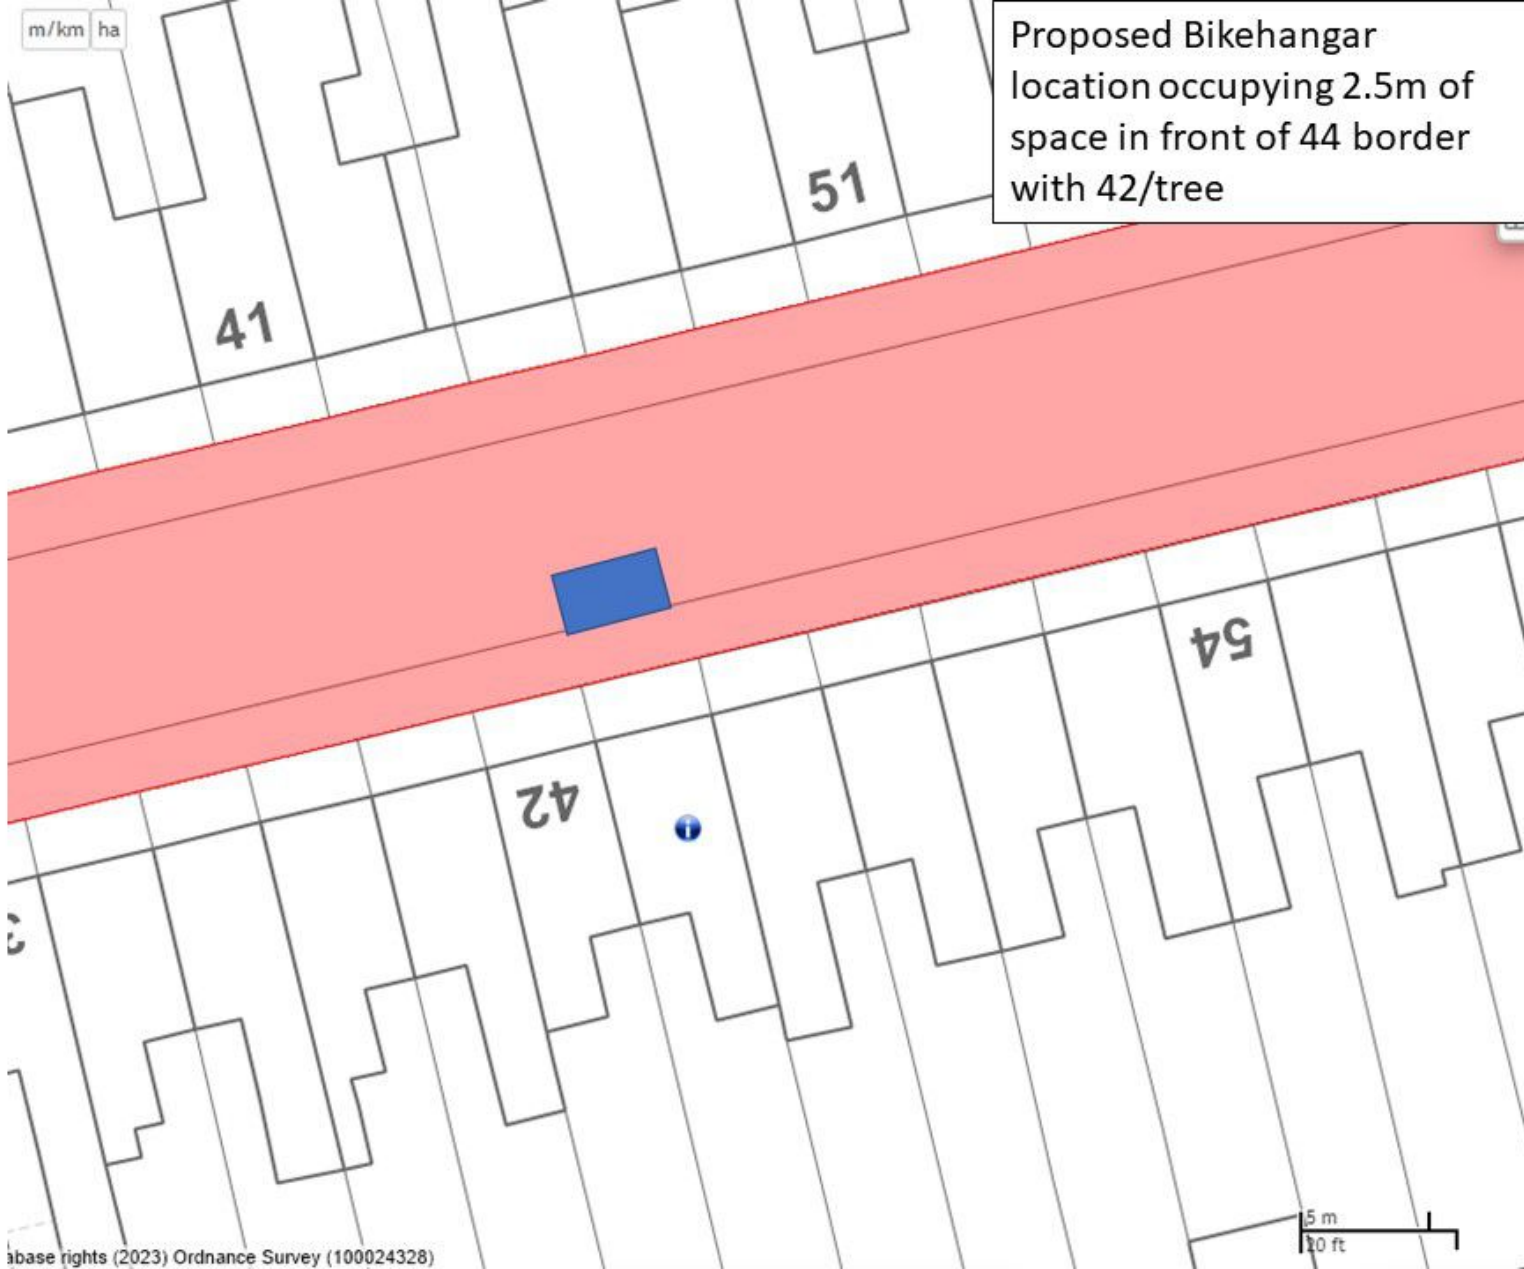 m/km ha
Proposed Bikehangar
location occupying 2.5m of
space in front of 44 border
with 42/tree
51
41
54
42
i
5 m
20 ft
abase rights (2023) Ordnance Survey (100024328)